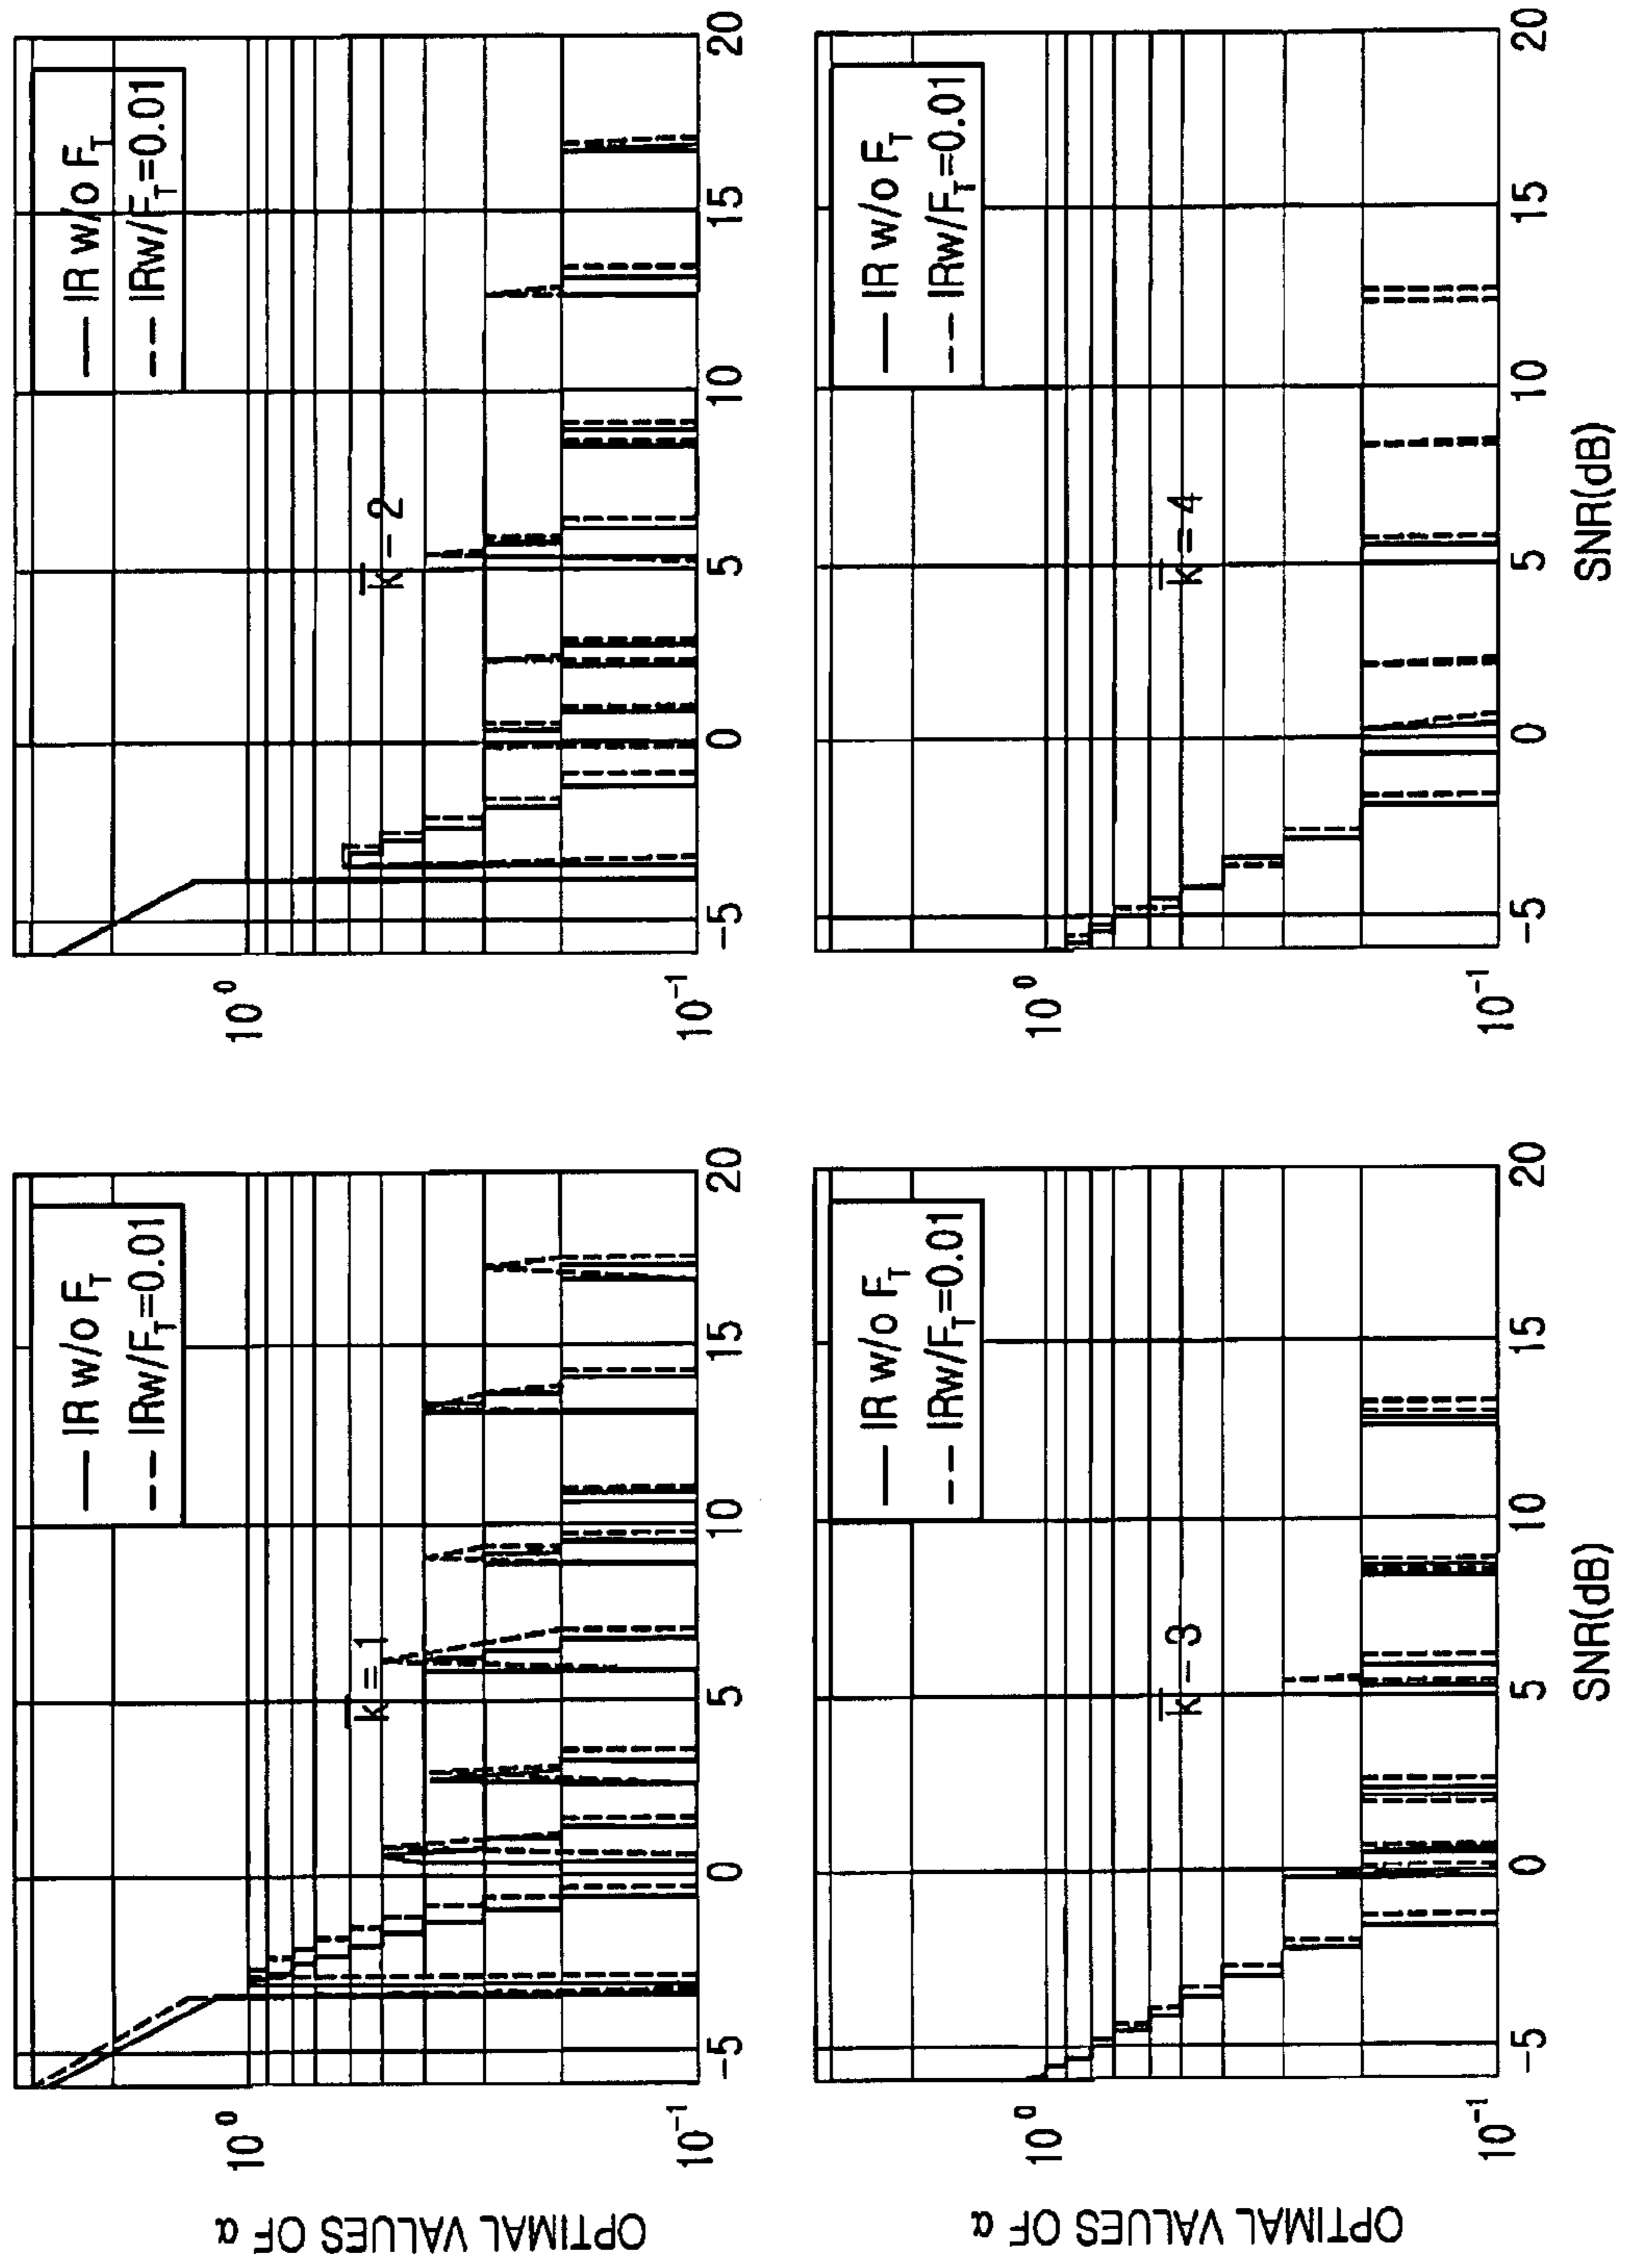 OPTIMAL VALUES OF α
10⁰
10⁻¹
IR w/o F_T
IRw/F_T=0.01
k̄=1
-5 0 5 10 15 20
10⁰
10⁻¹
IR w/o F_T
IRw/F_T=0.01
k̄–2
-5 0 5 10 15 20
OPTIMAL VALUES OF α
10⁰
10⁻¹
IR w/o F_T
IRw/F_T=0.01
k̄–3
-5 0 5 10 15 20
SNR(dB)
10⁰
10⁻¹
IR w/o F_T
IRw/F_T=0.01
k̄=4
-5 0 5 10 15 20
SNR(dB)